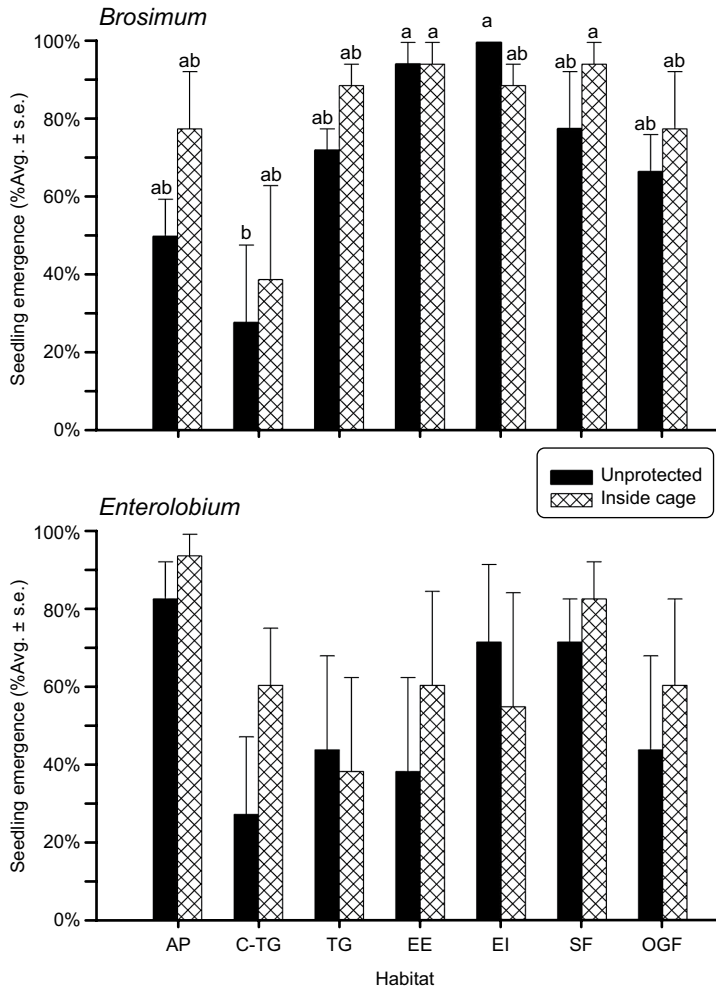 Brosimum
100%
80%
60%
40%
20%
0%
Seedling emergence (%Avg. ± s.e.)
ab ab b ab ab ab a a a ab ab a ab ab
Unprotected
Inside cage
Enterolobium
100%
80%
60%
40%
20%
0%
Seedling emergence (%Avg. ± s.e.)
AP C-TG TG EE EI SF OGF
Habitat